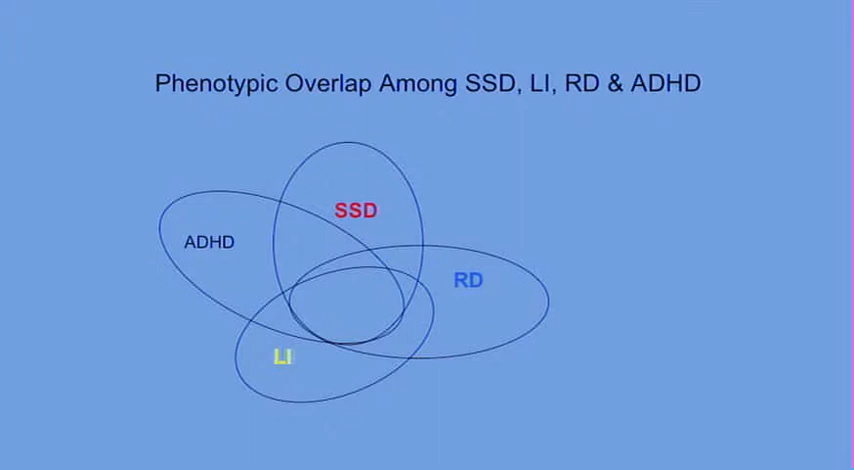 Phenotypic Overlap Among SSD, LI, RD & ADHD
SSD
ADHD
RD
LI